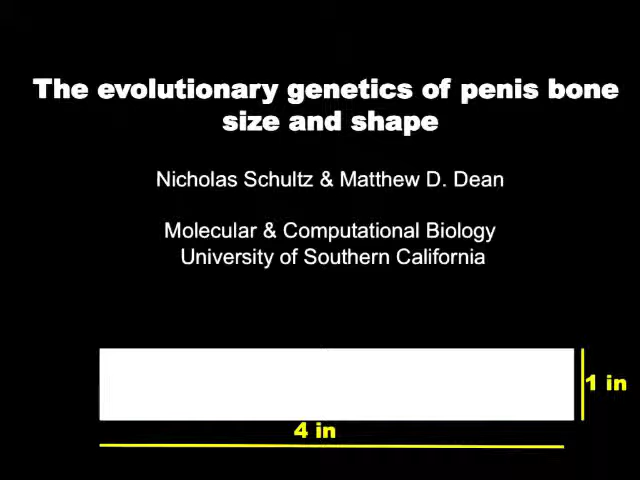 The evolutionary genetics of penis bone
size and shape
Nicholas Schultz & Matthew D. Dean
Molecular & Computational Biology
University of Southern California
1 in
4 in